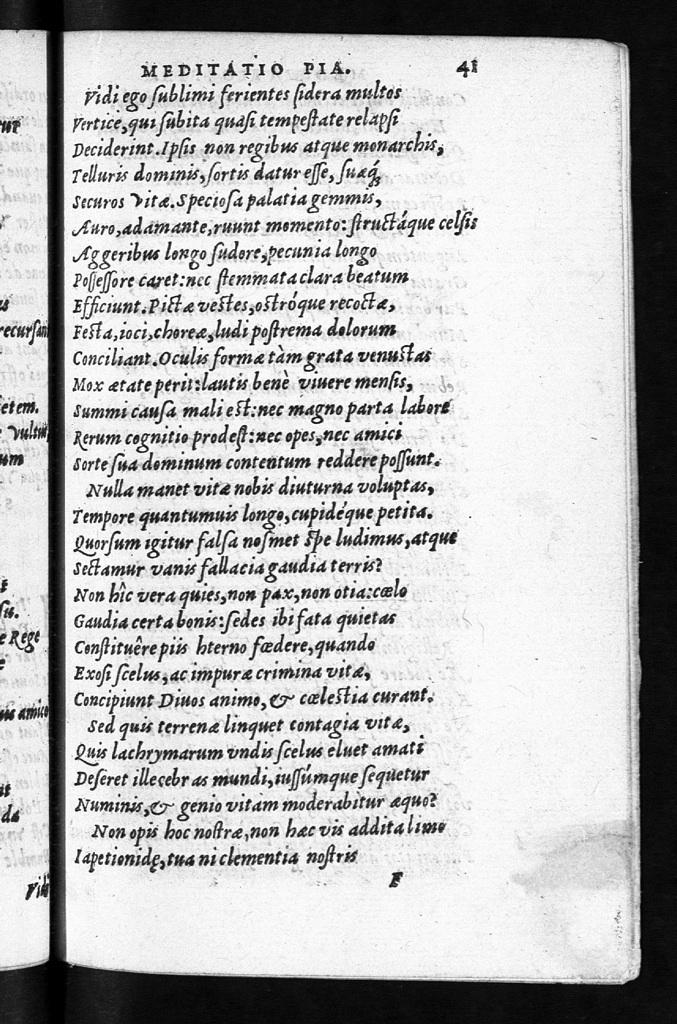 MEDITATIO PIA. 41
Vidi ego ſublimi ferientes ſidera multos
Vertice, qui ſubita quaſi tempeſtate relapſi
Deciderint. Ipſis non regibus atque monarchis,
Telluris dominis, ſortis datur eſſe, ſuæq́;
Securos vitæ. Specioſa palatia gemmis,
Auro, adamante, ruunt momento: ſtructáque celſis
Aggeribus longo ſudore, pecunia longo
Poſſeſſore caret: nec ſtemmata clara beatum
Efficiunt. Pictæ veſtes, oſtróque recoctæ,
Feſta, ioci, choreæ, ludi poſtrema dolorum
Conciliant. Oculis formæ tàm grata venuſtas
Mox ætate perit: lautis benè viuere menſis,
Summi cauſa mali eſt: nec magno parta labore
Rerum cognitio prodeſt: nec opes, nec amici
Sorte ſua dominum contentum reddere poſſunt.
Nulla manet vitæ nobis diuturna voluptas,
Tempore quantumuis longo, cupidéque petita.
Quorſum igitur falſa noſmet ſpe ludimus, atque
Sectamur vanis fallacia gaudia terris?
Non hîc vera quies, non pax, non otia: cœlo
Gaudia certa bonis: ſedes ibi fata quietas
Conſtituêre piis hterno fœdere, quando
Exoſi ſcelus, ac impuræ crimina vitæ,
Concipiunt Diuos animo, & cœleſtia curant.
Sed quis terrenæ linquet contagia vitæ,
Quis lachrymarum vndis ſcelus eluet amati
Deſeret illecebras mundi, iuſſúmque ſequetur
Numinis, & genio vitam moderabitur æquo?
Non opis hoc noſtræ, non hæc vis addita limo
Iapetionidę, tua ni clementia noſtris
F